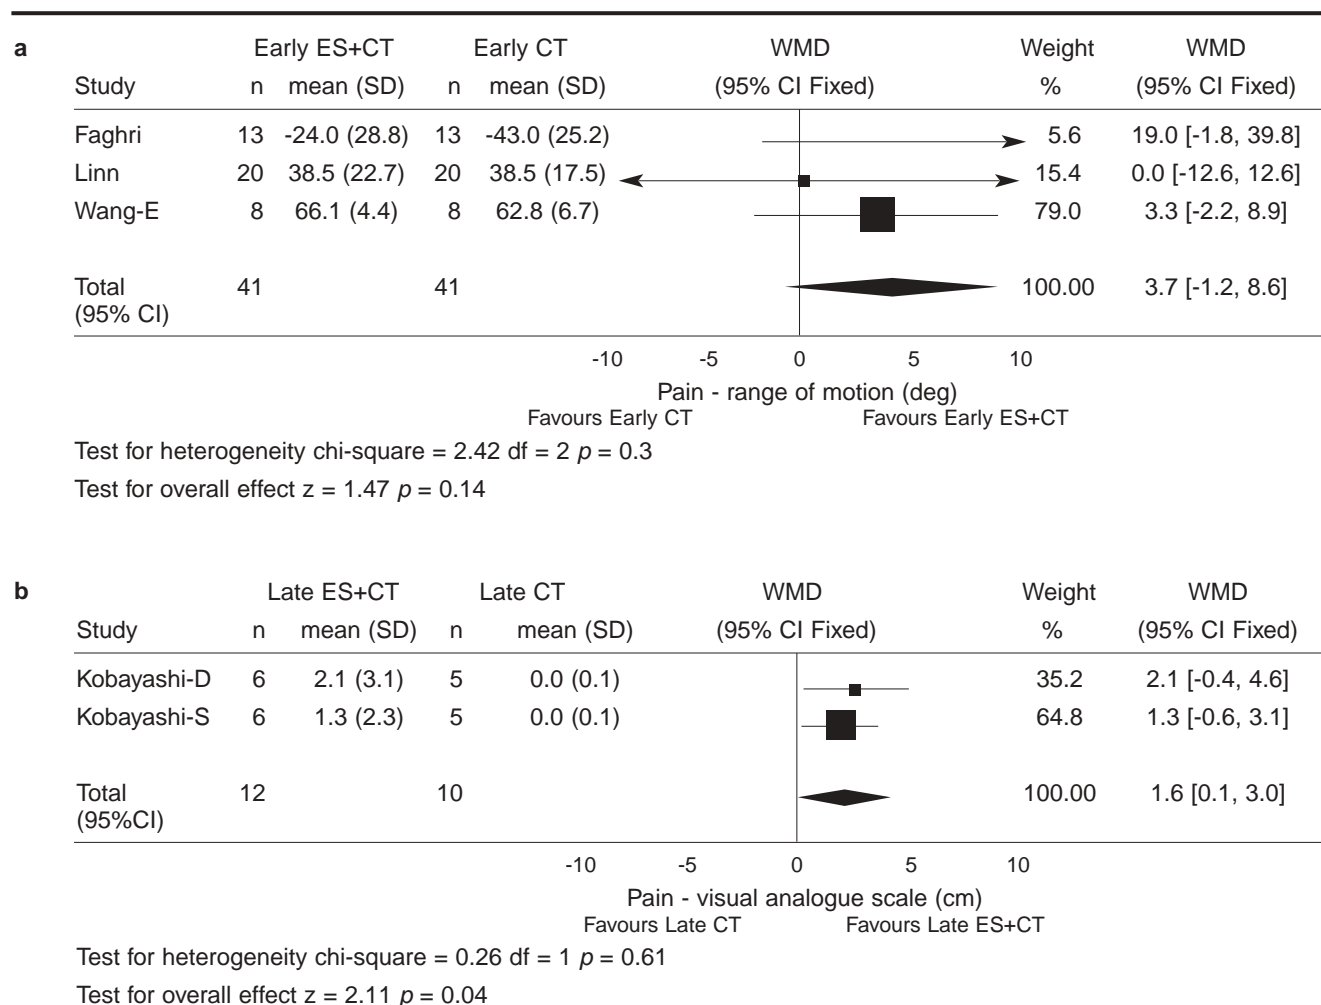 a Early ES+CT Early CT WMD Weight WMD
Study n mean (SD) n mean (SD) (95% CI Fixed) % (95% CI Fixed)
Faghri 13 -24.0 (28.8) 13 -43.0 (25.2) 5.6 19.0 [-1.8, 39.8]
Linn 20 38.5 (22.7) 20 38.5 (17.5) 15.4 0.0 [-12.6, 12.6]
Wang-E 8 66.1 (4.4) 8 62.8 (6.7) 79.0 3.3 [-2.2, 8.9]
Total 41 41 100.00 3.7 [-1.2, 8.6]
(95% CI)
-10 -5 0 5 10
Pain - range of motion (deg)
Favours Early CT Favours Early ES+CT
Test for heterogeneity chi-square = 2.42 df = 2 p = 0.3
Test for overall effect z = 1.47 p = 0.14
b Late ES+CT Late CT WMD Weight WMD
Study n mean (SD) n mean (SD) (95% CI Fixed) % (95% CI Fixed)
Kobayashi-D 6 2.1 (3.1) 5 0.0 (0.1) 35.2 2.1 [-0.4, 4.6]
Kobayashi-S 6 1.3 (2.3) 5 0.0 (0.1) 64.8 1.3 [-0.6, 3.1]
Total 12 10 100.00 1.6 [0.1, 3.0]
(95%CI)
-10 -5 0 5 10
Pain - visual analogue scale (cm)
Favours Late CT Favours Late ES+CT
Test for heterogeneity chi-square = 0.26 df = 1 p = 0.61
Test for overall effect z = 2.11 p = 0.04